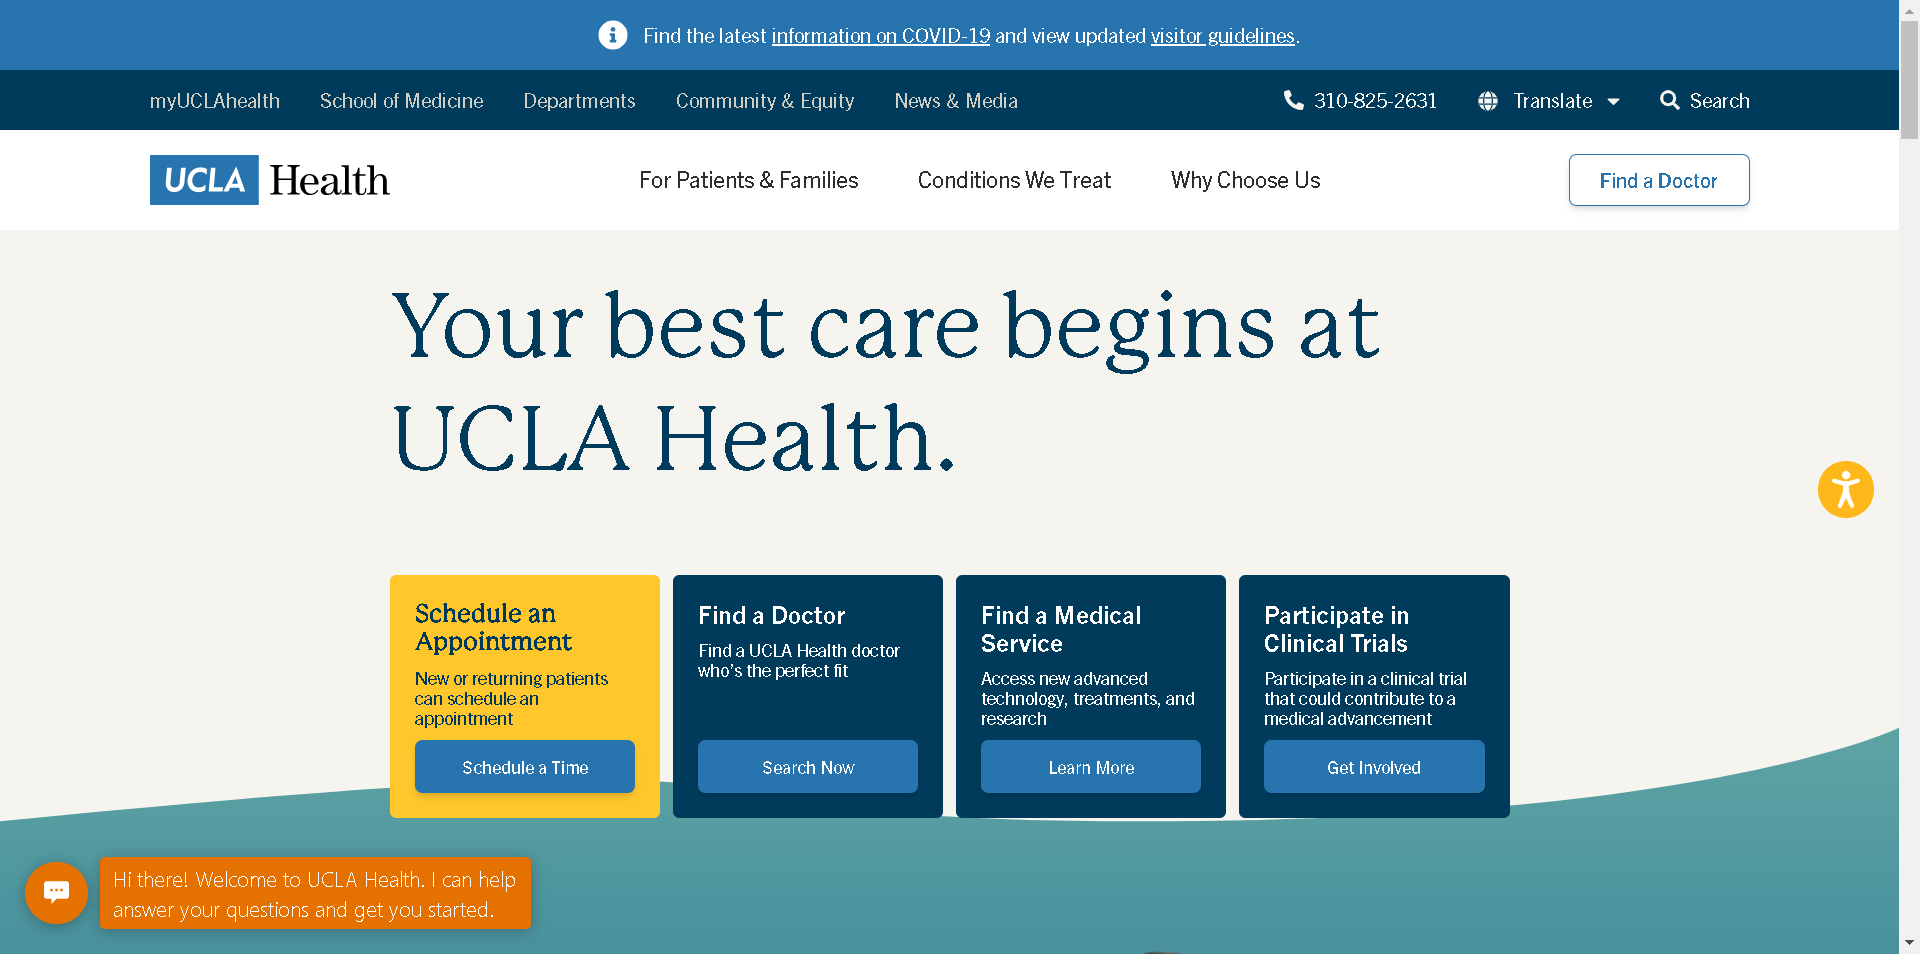 Find the latest information on COVID-19 and view updated visitor guidelines.
myUCLAhealth School of Medicine Departments Community & Equity News & Media 310-825-2631 Translate Search
UCLA Health For Patients & Families Conditions We Treat Why Choose Us Find a Doctor
Your best care begins at
UCLA Health.
Schedule an
Appointment
New or returning patients
can schedule an
appointment
Schedule a Time
Find a Doctor
Find a UCLA Health doctor
who's the perfect fit
Search Now
Find a Medical
Service
Access new advanced
technology, treatments, and
research
Learn More
Participate in
Clinical Trials
Participate in a clinical trial
that could contribute to a
medical advancement
Get Involved
Hi there! Welcome to UCLA Health. I can help
answer your questions and get you started.